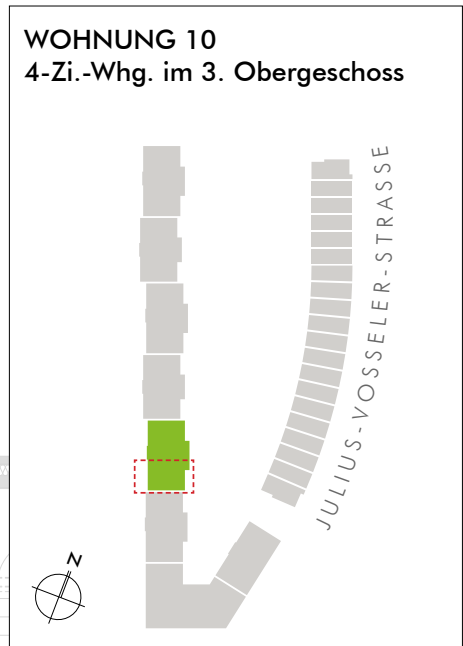 WOHNUNG 10
4-Zi.-Whg. im 3. Obergeschoss
JULIUS-VOSSELER-STRASSE
N